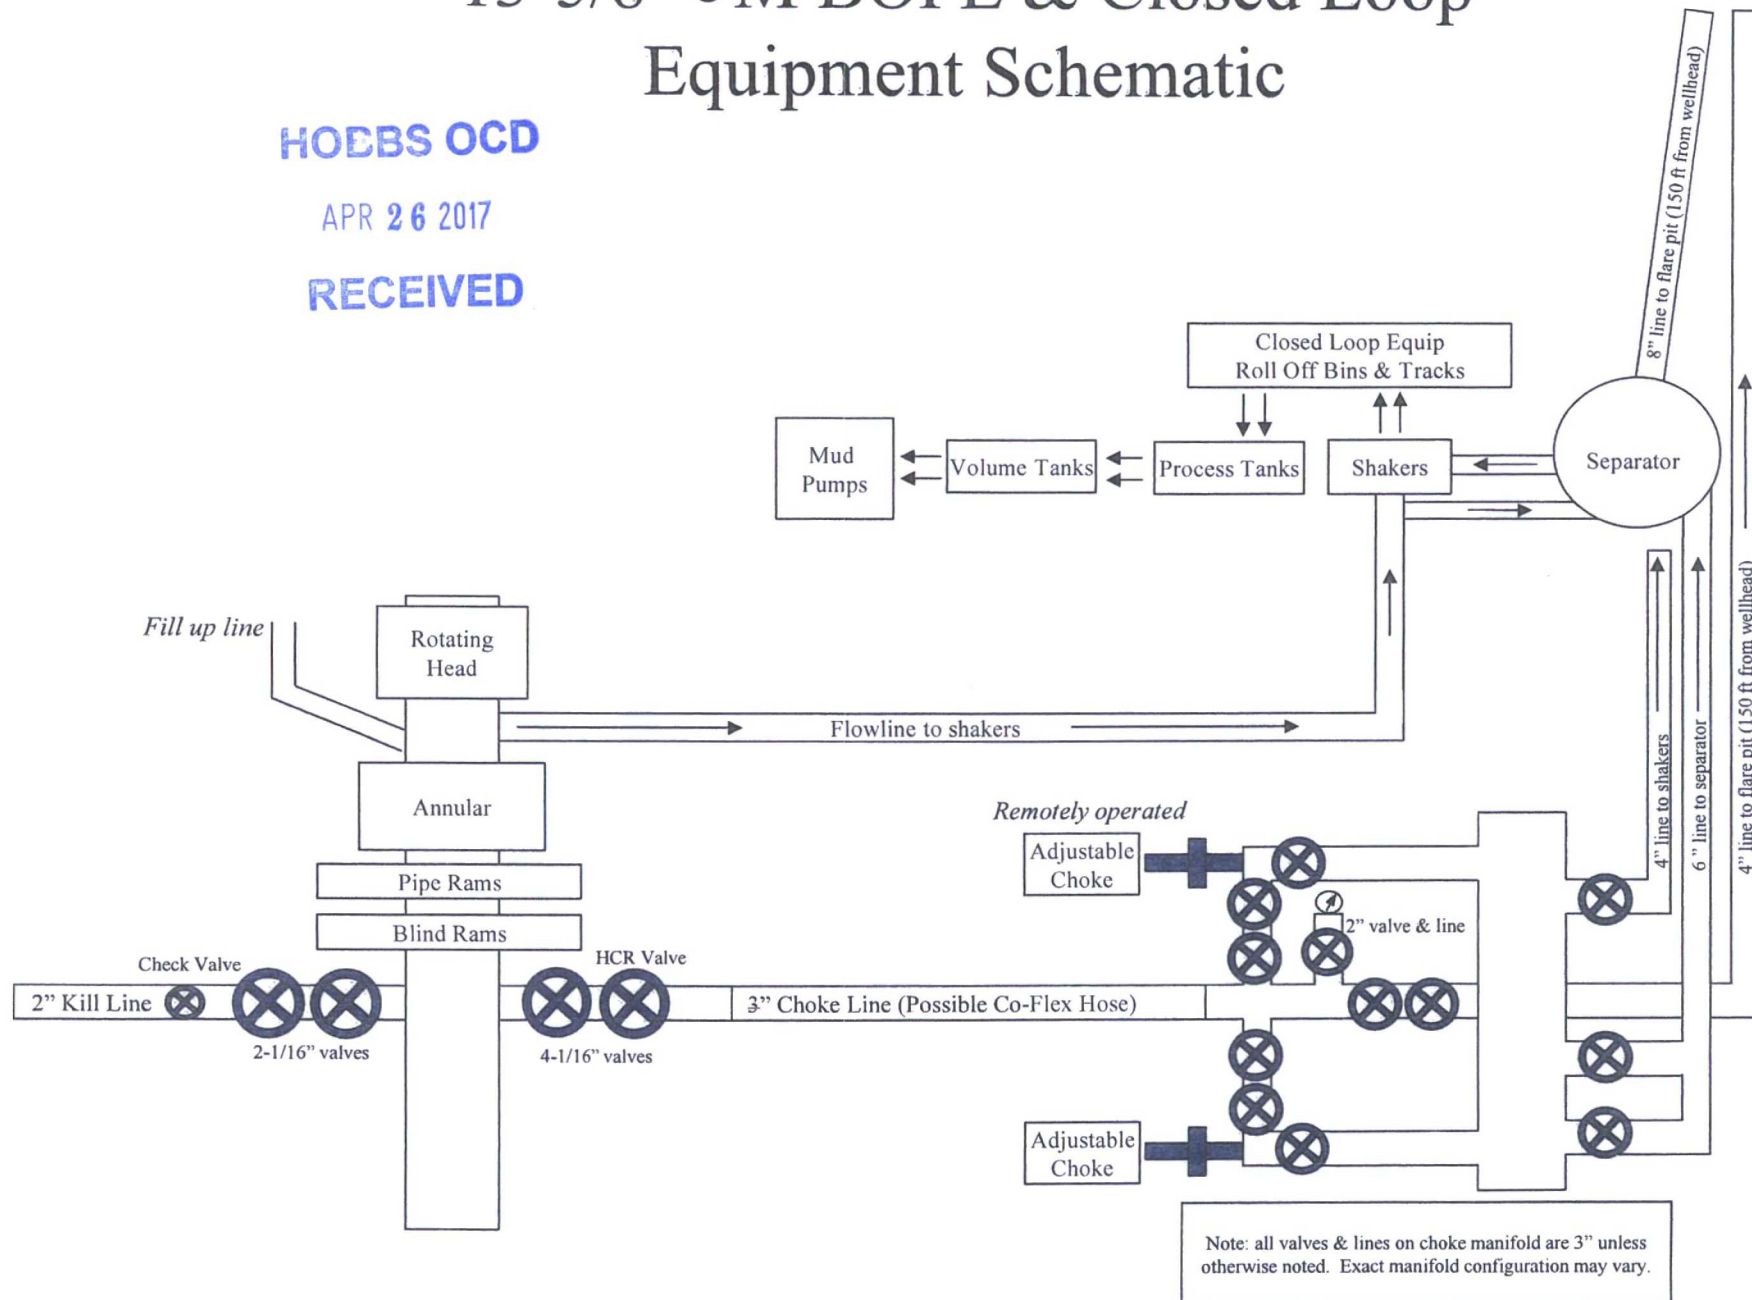 BOPE & Closed Loop
Equipment Schematic
HOBBS OCD
APR 26 2017
RECEIVED
8" line to flare pit (150 ft from wellhead)
Closed Loop Equip
Roll Off Bins & Tracks
Mud
Pumps
Volume Tanks
Process Tanks
Shakers
Separator
Fill up line
Rotating
Head
Flowline to shakers
Annular
Pipe Rams
Blind Rams
Remotely operated
Adjustable
Choke
2" valve & line
4" line to shakers
6" line to separator
4" line to flare pit (150 ft from wellhead)
Check Valve
HCR Valve
2" Kill Line
3" Choke Line (Possible Co-Flex Hose)
2-1/16" valves
4-1/16" valves
Adjustable
Choke
Note: all valves & lines on choke manifold are 3" unless
otherwise noted. Exact manifold configuration may vary.